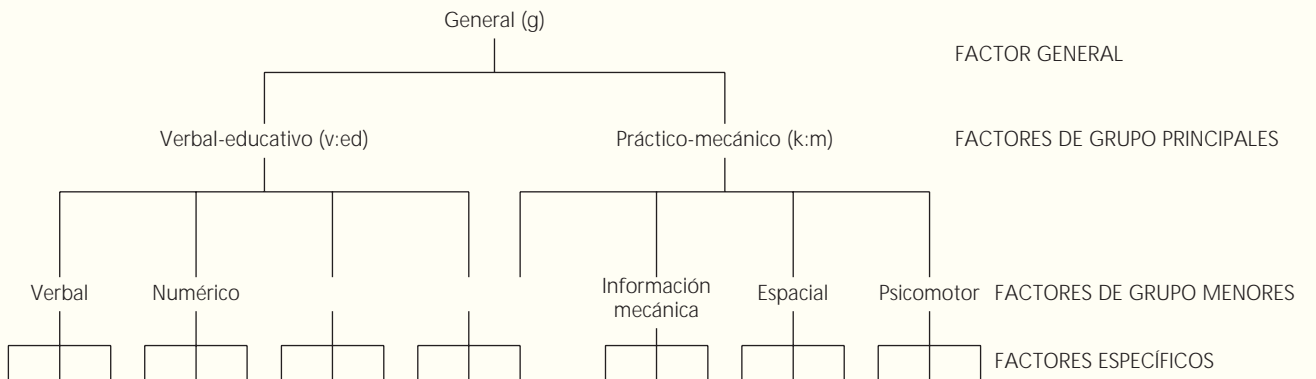 General (g)
FACTOR GENERAL
Verbal-educativo (v:ed)
Práctico-mecánico (k:m)
FACTORES DE GRUPO PRINCIPALES
Verbal
Numérico
Información
mecánica
Espacial
Psicomotor
FACTORES DE GRUPO MENORES
FACTORES ESPECÍFICOS